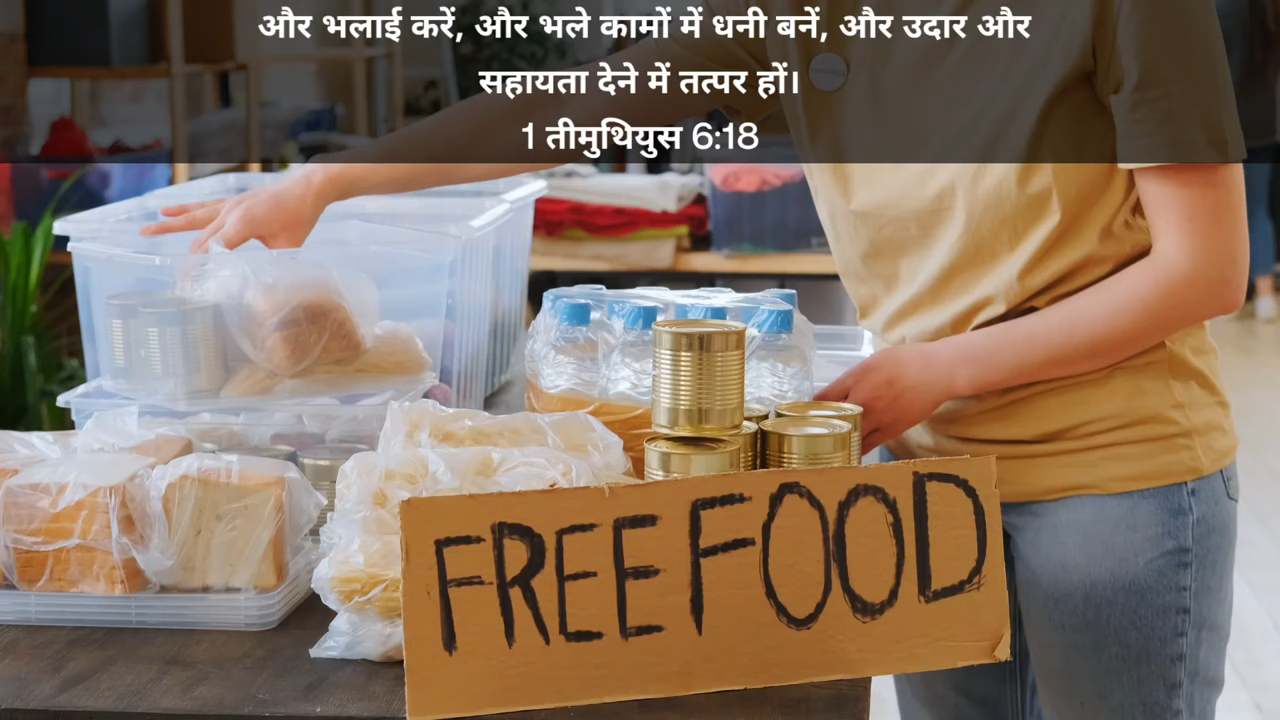 और भलाई करें, और भले कामों में धनी बनें, और उदार और
सहायता देने में तत्पर हों।
1 तीमुथियुस 6:18
FREE FOOD